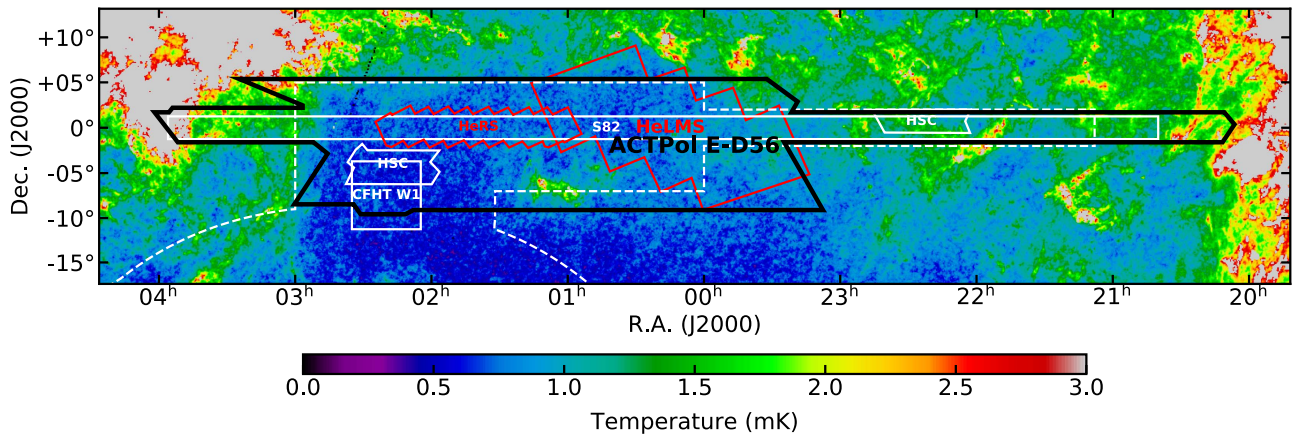 +10°
+05°
0°
-05°
-10°
-15°
Dec. (J2000)
HeRS
S82
HeLMS
HSC
ACTPol E-D56
HSC
CFHT W1
04ʰ
03ʰ
02ʰ
01ʰ
00ʰ
23ʰ
22ʰ
21ʰ
20ʰ
R.A. (J2000)
0.0
0.5
1.0
1.5
2.0
2.5
3.0
Temperature (mK)